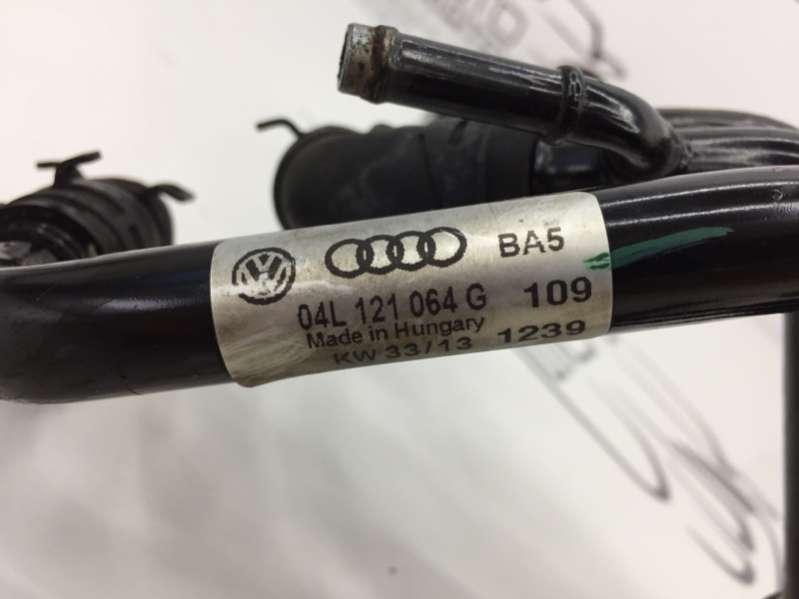 BA5
04L 121 064 G 109
Made in Hungary
KW 33/13 1239